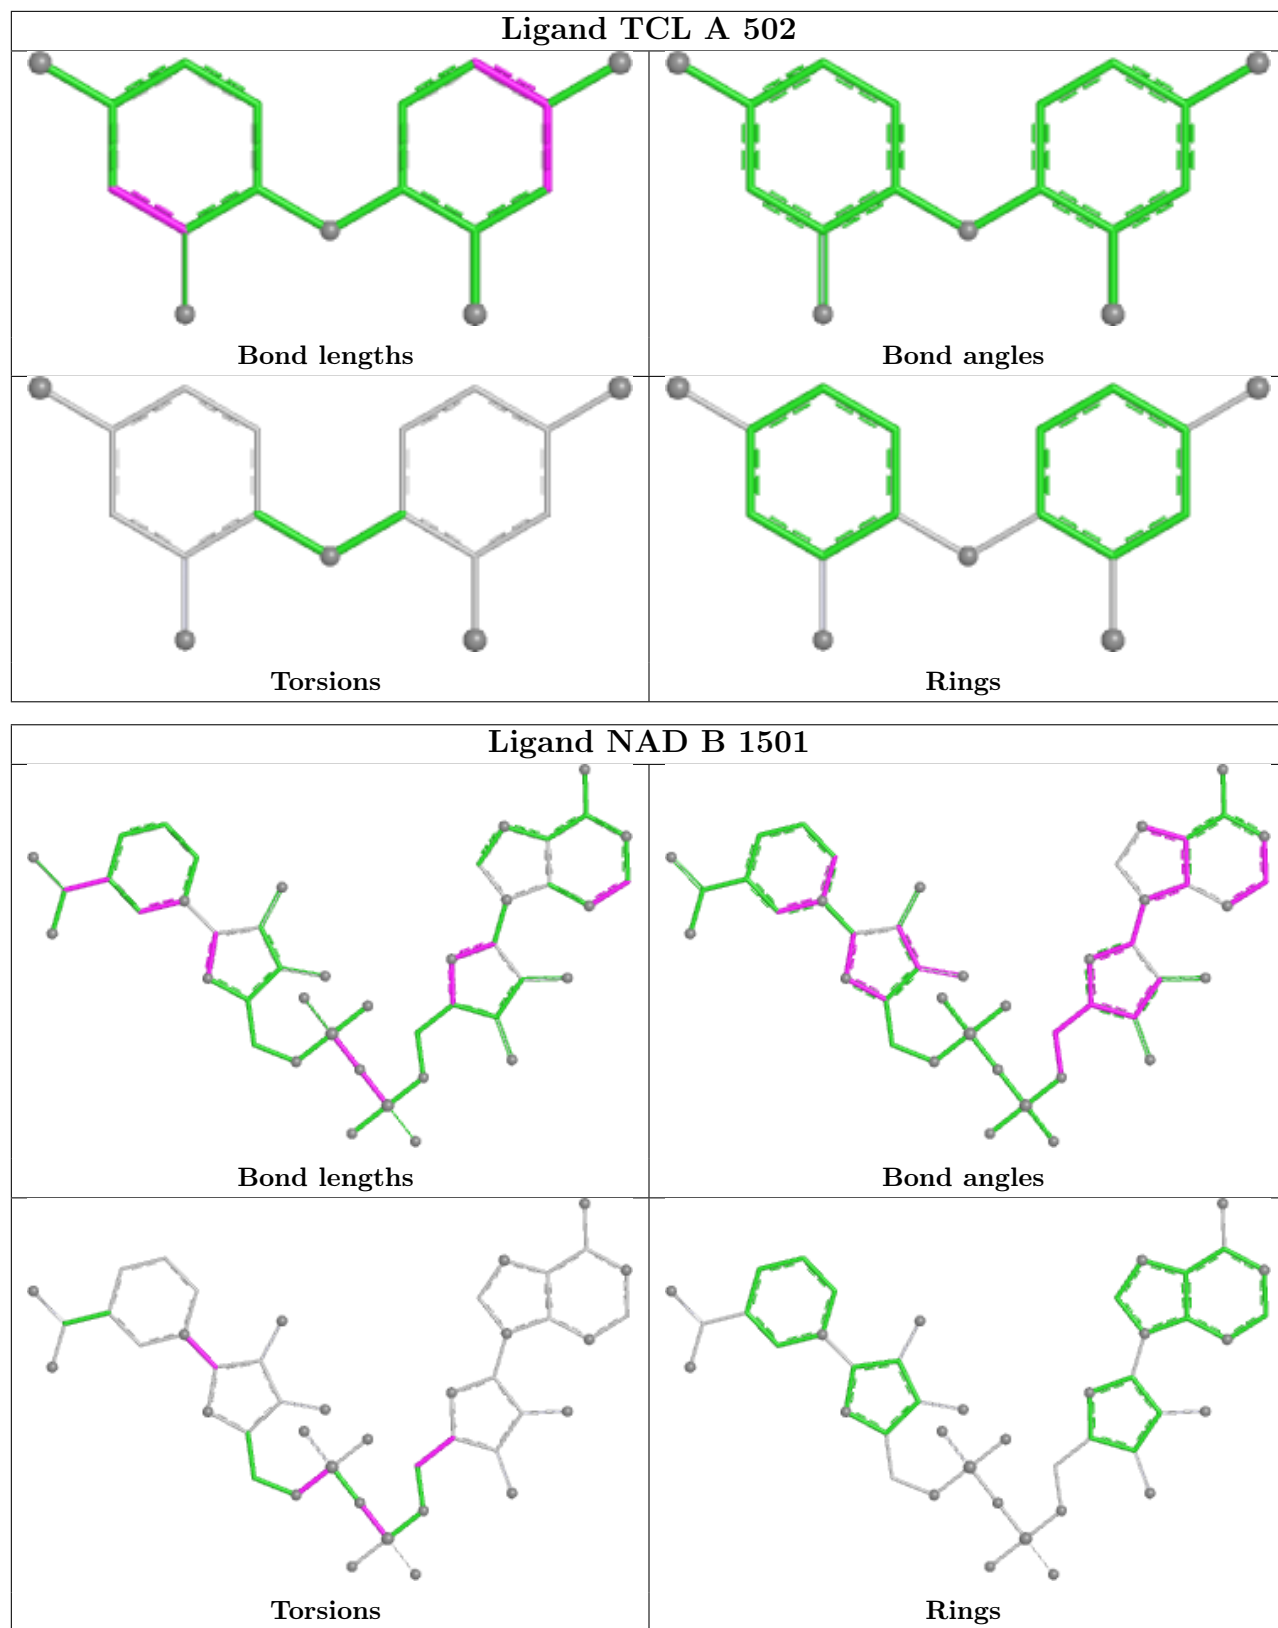 Ligand TCL A 502
Bond lengths
Bond angles
Torsions
Rings
Ligand NAD B 1501
Bond lengths
Bond angles
Torsions
Rings